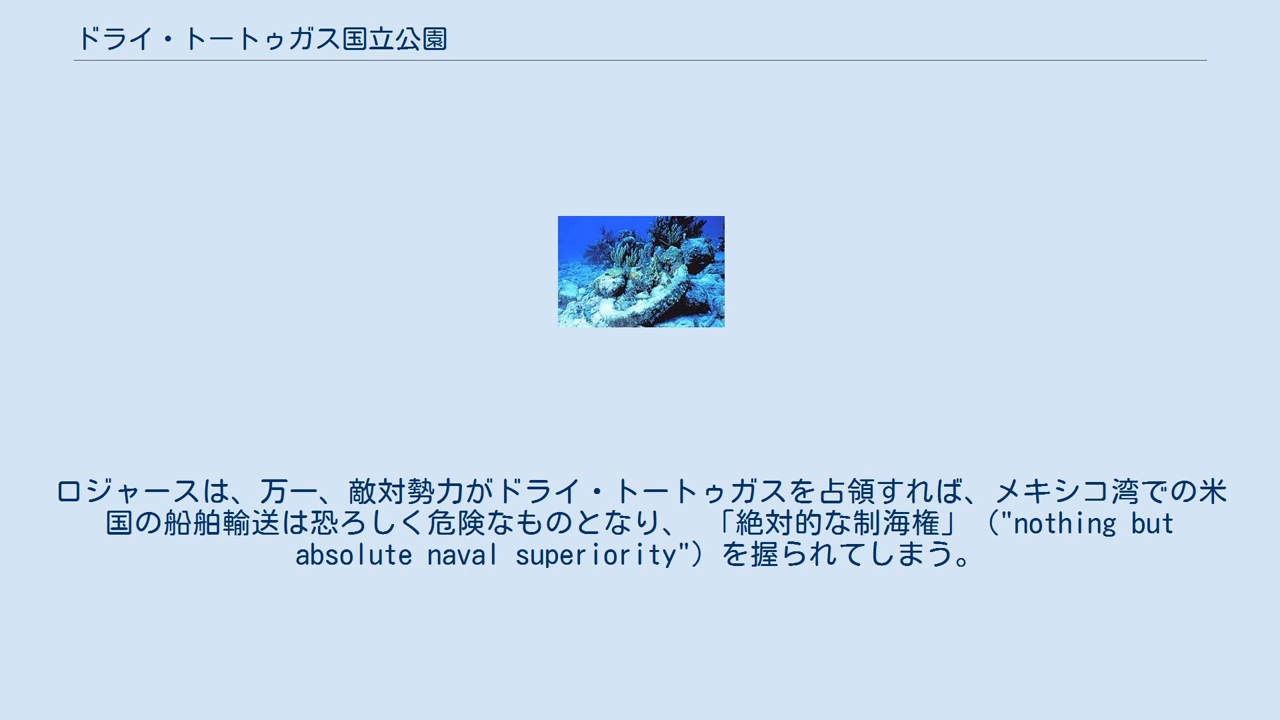 ドライ・トートゥガス国立公園
ロジャースは、万一、敵対勢力がドライ・トートゥガスを占領すれば、メキシコ湾での米
国の船舶輸送は恐ろしく危険なものとなり、 「絶対的な制海権」（"nothing but
absolute naval superiority"）を握られてしまう。